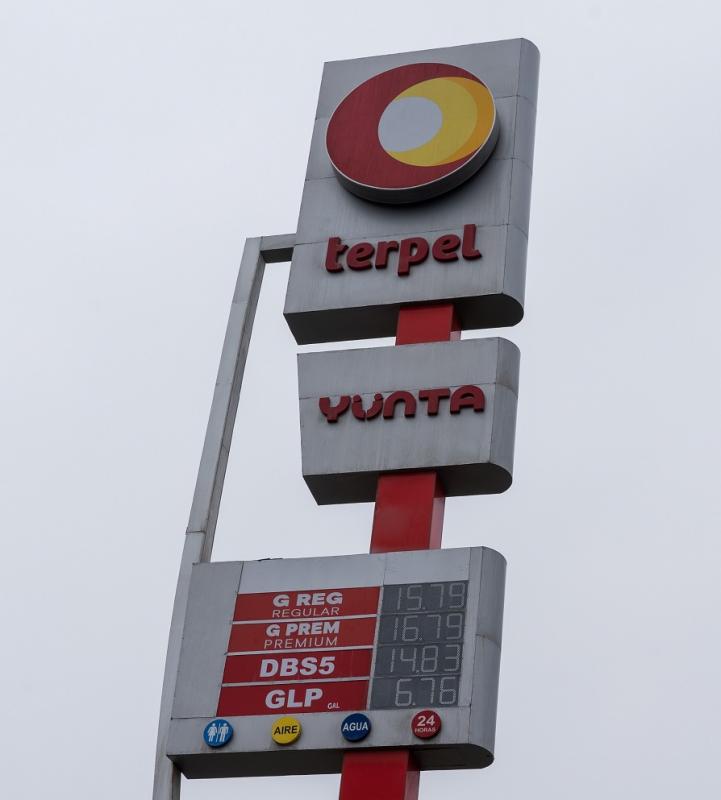 terpel
YUNTA
G REG 15.79
REGULAR
G PREM 16.79
PREMIUM
DBS5 14.83
GLP GAL 6.76
AIRE AGUA 24
HORAS